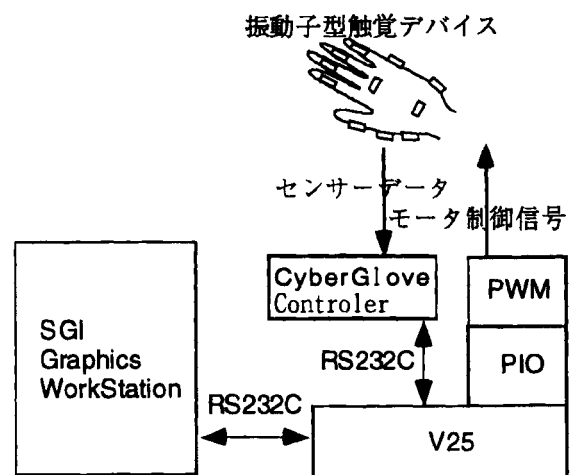 振動子型触覚デバイス
センサーデータ
モータ制御信号
CyberGlove
Controler
PWM
SGI
Graphics
WorkStation
RS232C
PIO
RS232C
V25